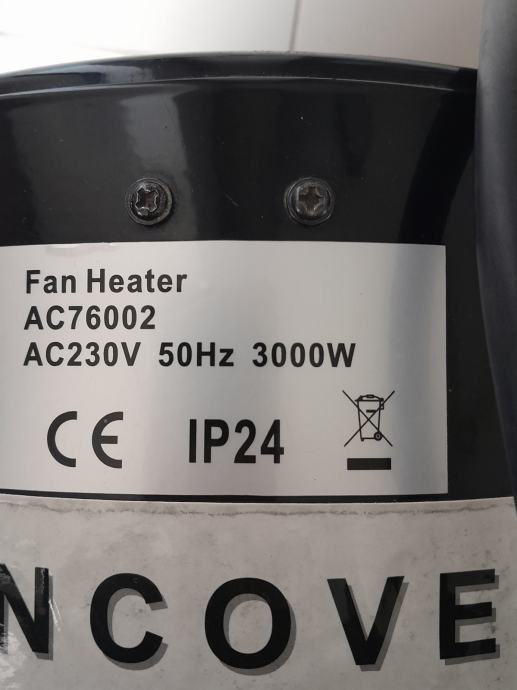 Fan Heater
AC76002
AC230V 50Hz 3000W
CE IP24
NCOVE